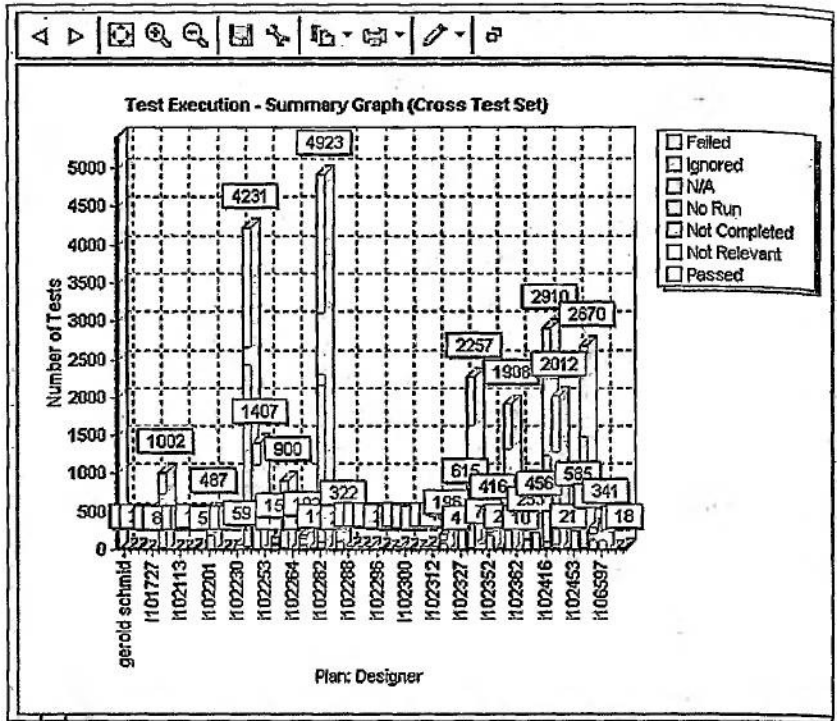 Test Execution - Summary Graph (Cross Test Set)
Failed
Ignored
N/A
No Run
Not Completed
Not Relevant
Passed
Number of Tests
5000
4500
4000
3500
3000
2500
2000
1500
1000
500
0
4923
4231
2910
2670
2257
1908
2012
1407
1002
900
487
615
416
456
565
341
322
59
18
21
10
8
5
gerold schmid
I101727
I102113
I102201
I102230
I102253
I102264
I102282
I102288
I102296
I102300
I102312
I102327
I102352
I102362
I102416
I102453
I106597
Plan: Designer